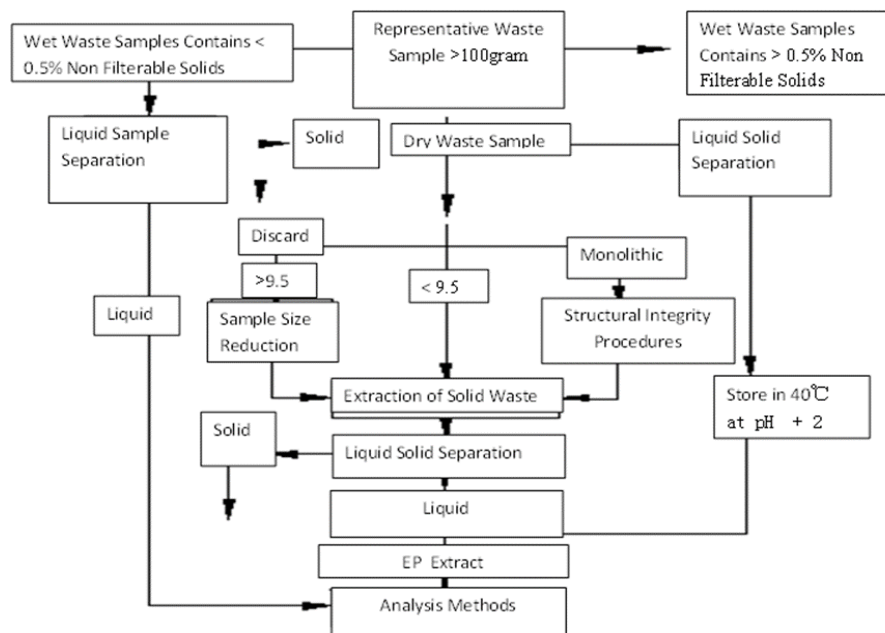 Wet Waste Samples Contains <
0.5% Non Filterable Solids
Representative Waste
Sample >100gram
Wet Waste Samples
Contains > 0.5% Non
Filterable Solids
Liquid Sample
Separation
Solid
Dry Waste Sample
Liquid Solid
Separation
Discard
Monolithic
>9.5
< 9.5
Liquid
Sample Size
Reduction
Structural Integrity
Procedures
Extraction of Solid Waste
Store in 40℃
at pH + 2
Solid
Liquid Solid Separation
Liquid
EP Extract
Analysis Methods